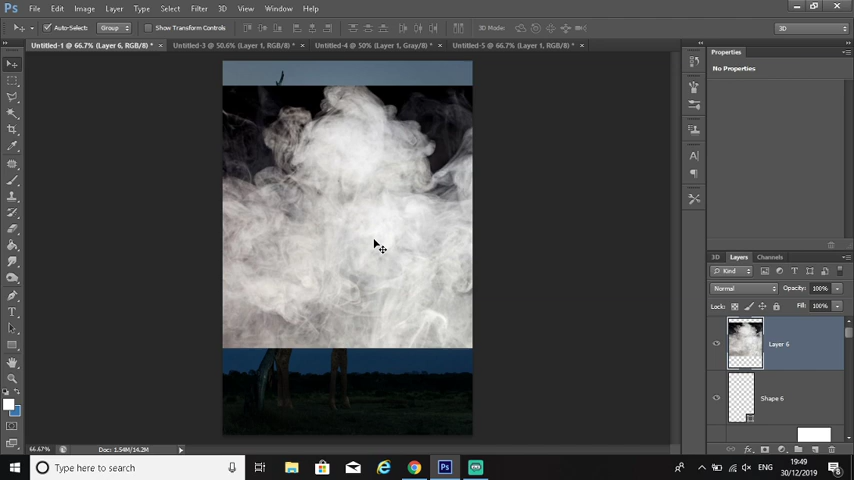 Ps File Edit Image Layer Type Select Filter 3D View Window Help
Auto-Select: Group Show Transform Controls 3D Mode: 3D
Untitled-1 @ 66.7% (Layer 6, RGB/8) * × Untitled-3 @ 50.6% (Layer 1, RGB/8) * × Untitled-4 @ 50% (Layer 1, Gray/8) * × Untitled-5 @ 66.7% (Layer 1, RGB/8) * ×
Properties
No Properties
3D Layers Channels
Kind
Normal Opacity: 100%
Lock: Fill: 100%
Layer 6
Shape 6
66.67% Doc: 1.54M/14.2M
Type here to search
Ps
ENG
19:49
30/12/2019
8